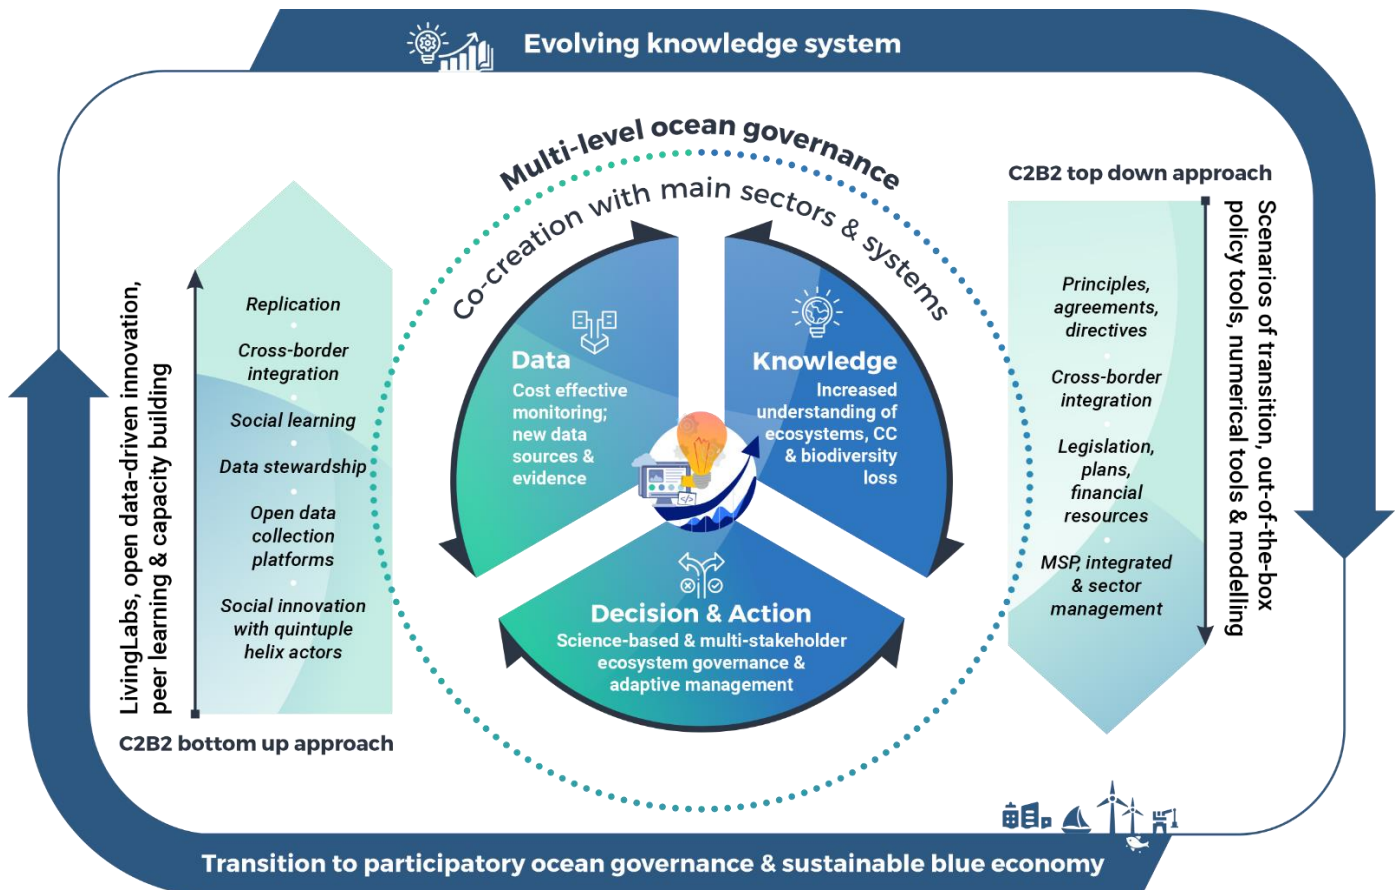 Evolving knowledge system
Multi-level ocean governance
Co-creation with main sectors & systems
LivingLabs, open data-driven innovation,
peer learning & capacity building
Replication
Cross-border
integration
Social learning
Data stewardship
Open data
collection
platforms
Social innovation
with quintuple
helix actors
C2B2 bottom up approach
Data
Cost effective
monitoring;
new data
sources &
evidence
Knowledge
Increased
understanding of
ecosystems, CC
& biodiversity
loss
Decision & Action
Science-based & multi-stakeholder
ecosystem governance &
adaptive management
C2B2 top down approach
Principles,
agreements,
directives
Cross-border
integration
Legislation,
plans,
financial
resources
MSP, integrated
& sector
management
Scenarios of transition, out-of-the-box
policy tools, numerical tools & modelling
Transition to participatory ocean governance & sustainable blue economy